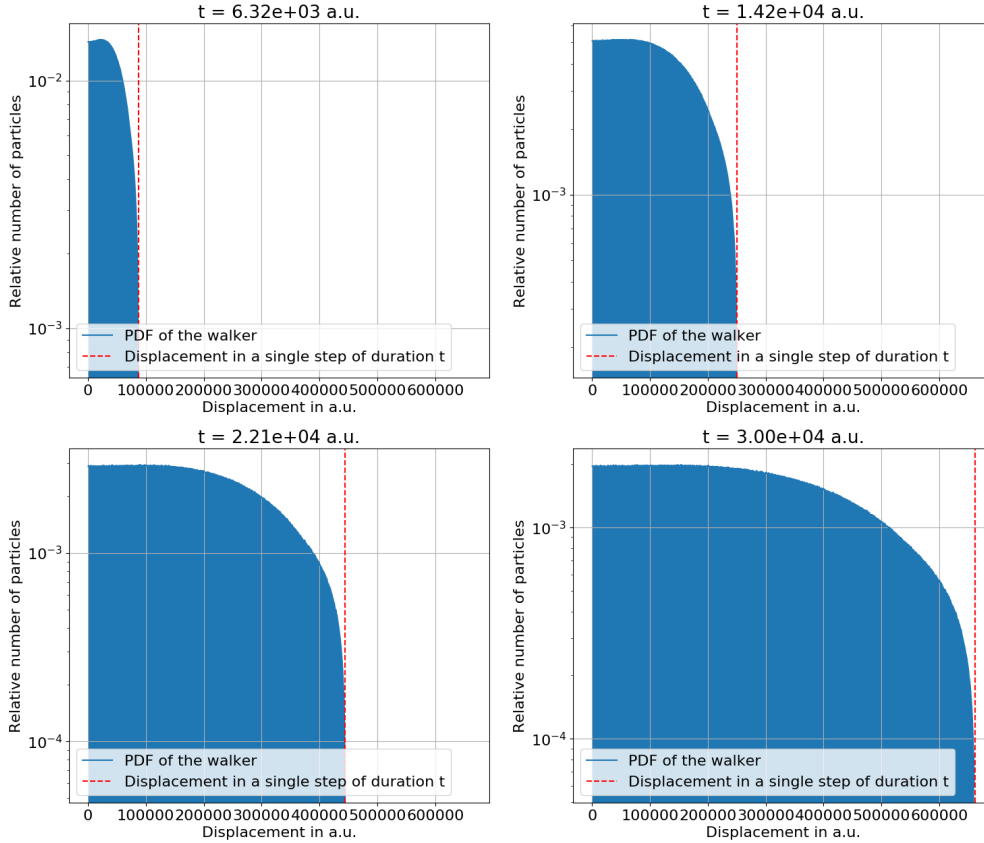 t = 6.32e+03 a.u.
10⁻²
10⁻³
Relative number of particles
PDF of the walker
Displacement in a single step of duration t
0 100000 200000 300000 400000 500000 600000
Displacement in a.u.
t = 1.42e+04 a.u.
10⁻³
Relative number of particles
PDF of the walker
Displacement in a single step of duration t
0 100000 200000 300000 400000 500000 600000
Displacement in a.u.
t = 2.21e+04 a.u.
10⁻³
10⁻⁴
Relative number of particles
PDF of the walker
Displacement in a single step of duration t
0 100000 200000 300000 400000 500000 600000
Displacement in a.u.
t = 3.00e+04 a.u.
10⁻³
10⁻⁴
Relative number of particles
PDF of the walker
Displacement in a single step of duration t
0 100000 200000 300000 400000 500000 600000
Displacement in a.u.